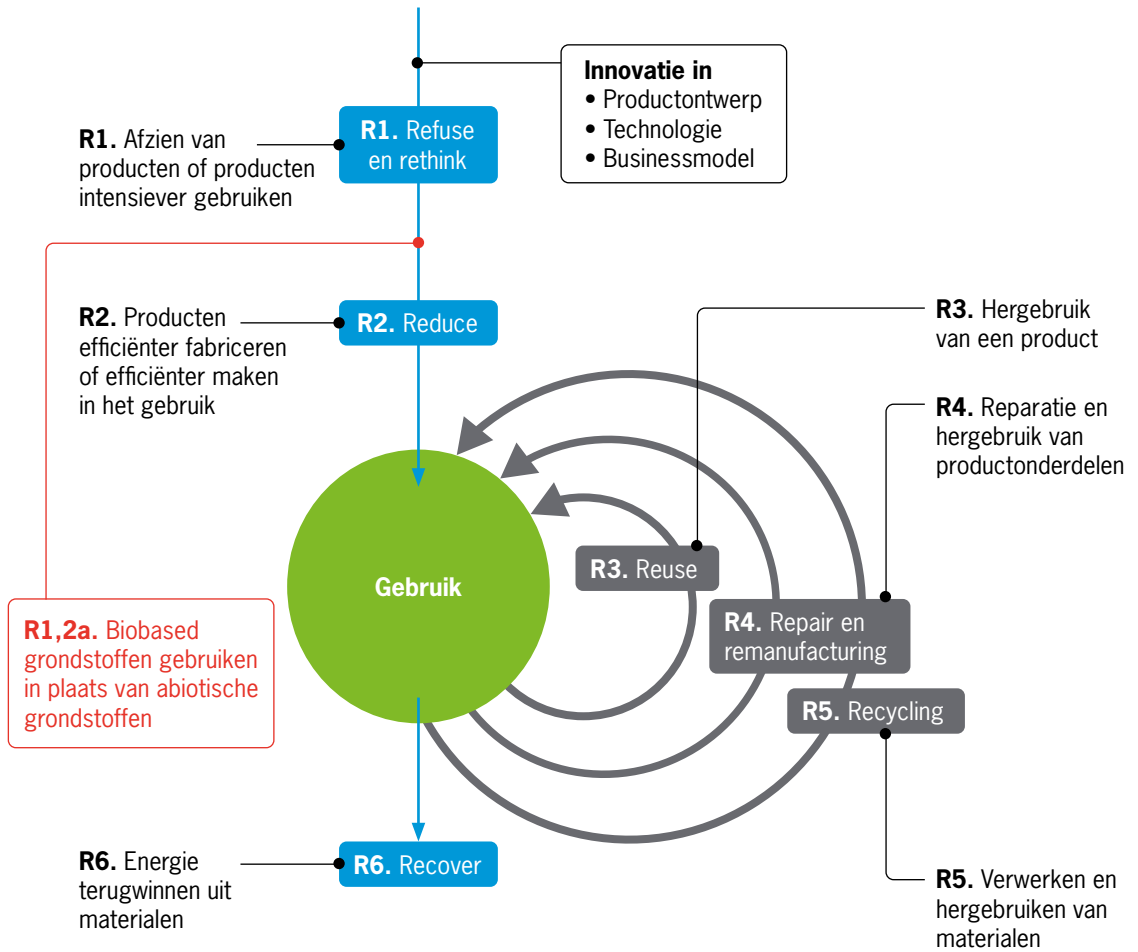 Innovatie in
• Productontwerp
• Technologie
• Businessmodel
R1. Afzien van
producten of producten
intensiever gebruiken
R1. Refuse
en rethink
R2. Producten
efficiënter fabriceren
of efficiënter maken
in het gebruik
R2. Reduce
R3. Hergebruik
van een product
R4. Reparatie en
hergebruik van
productonderdelen
Gebruik
R3. Reuse
R4. Repair en
remanufacturing
R5. Recycling
R1,2a. Biobased
grondstoffen gebruiken
in plaats van abiotische
grondstoffen
R6. Energie
terugwinnen uit
materialen
R6. Recover
R5. Verwerken en
hergebruiken van
materialen